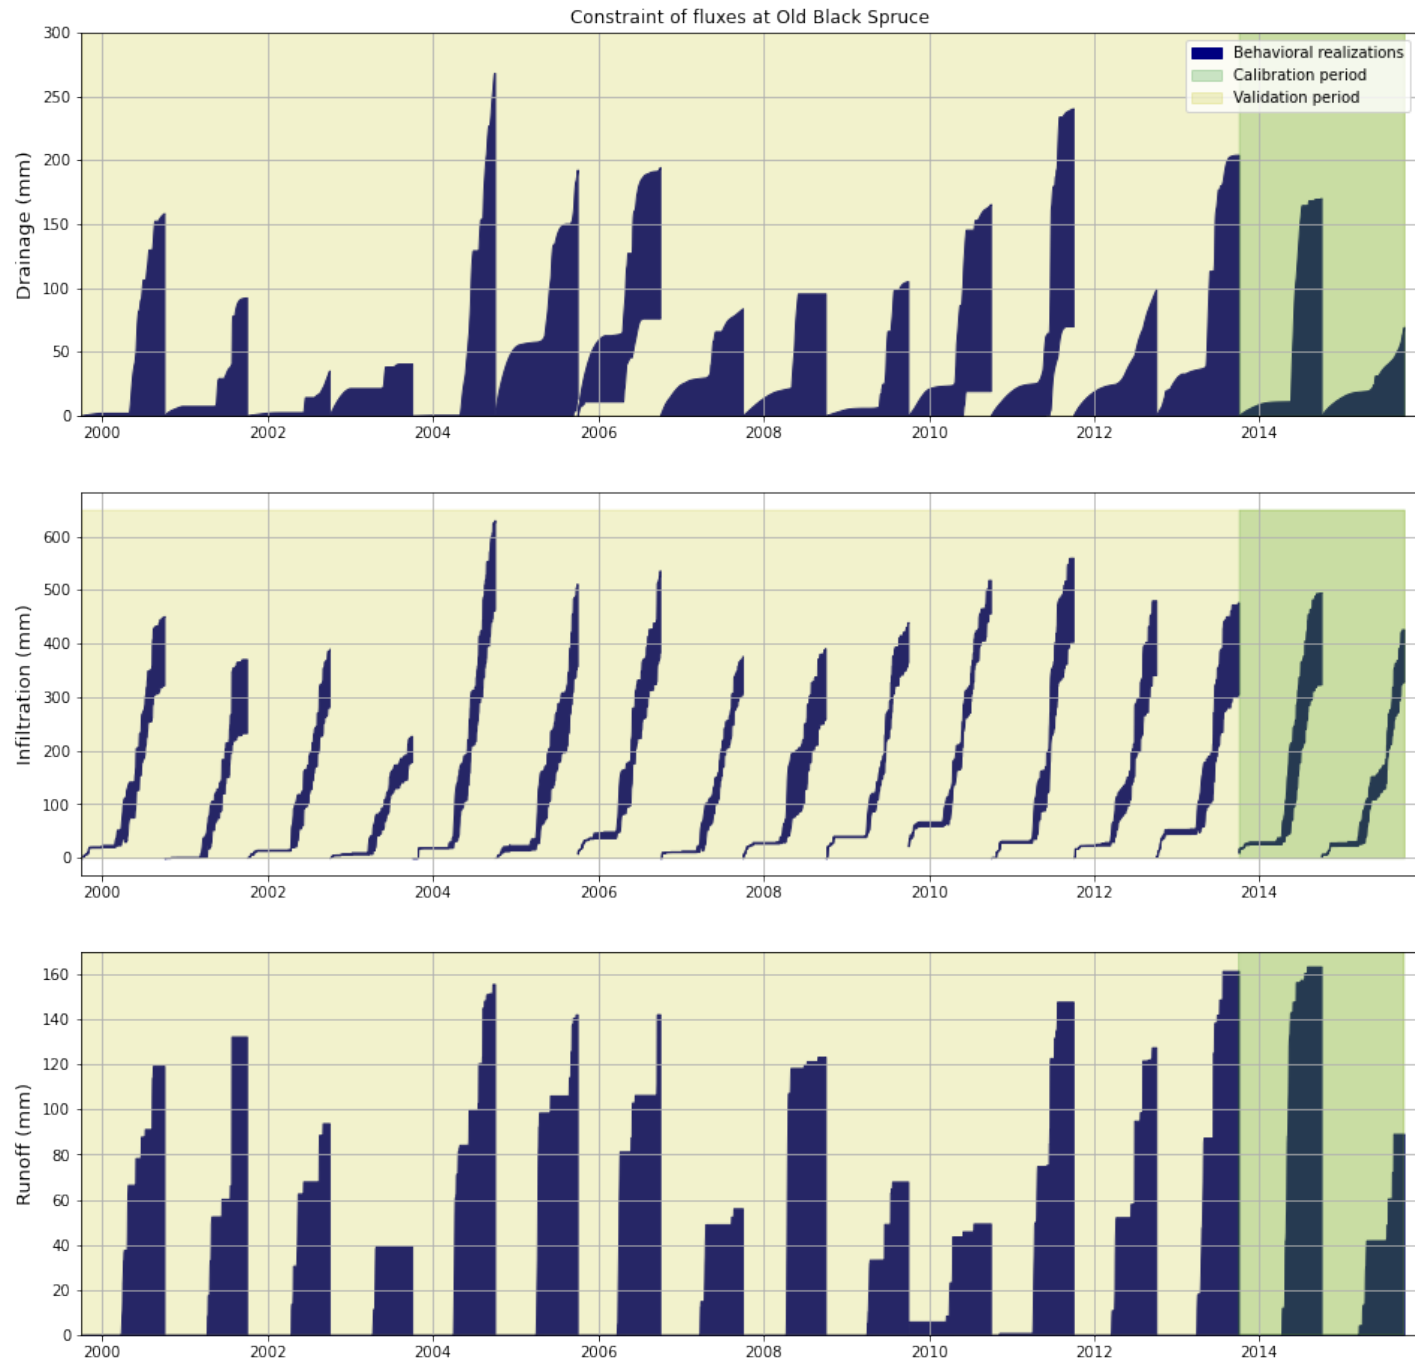 Constraint of fluxes at Old Black Spruce
300
250
200
150
100
50
0
Drainage (mm)
Behavioral realizations
Calibration period
Validation period
2000 2002 2004 2006 2008 2010 2012 2014
600
500
400
300
200
100
0
Infiltration (mm)
2000 2002 2004 2006 2008 2010 2012 2014
160
140
120
100
80
60
40
20
0
Runoff (mm)
2000 2002 2004 2006 2008 2010 2012 2014